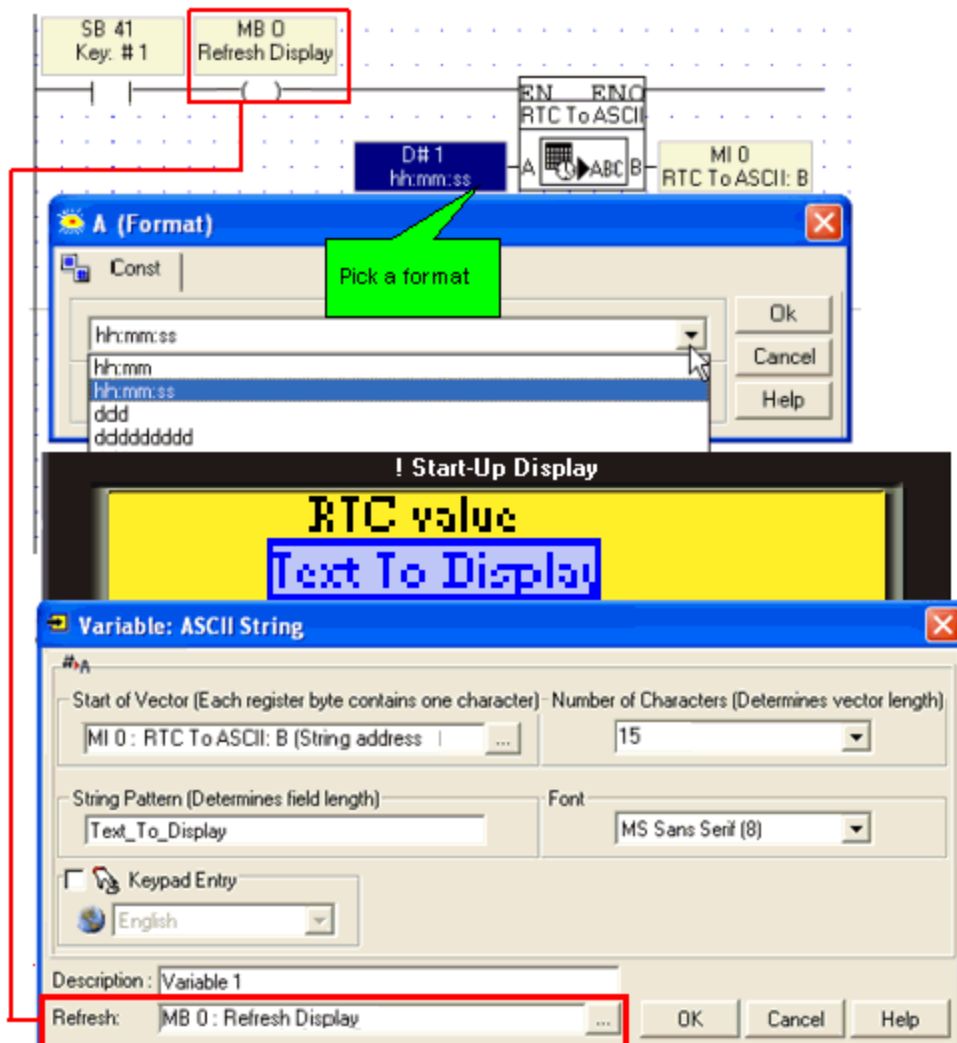 SB 41
Key: # 1
MB 0
Refresh Display
EN ENO
RTC To ASCII
D# 1
hh:mm:ss
A
ABC
B
MI 0
RTC To ASCII: B
A (Format)
Pick a format
Const
hh:mm:ss
Ok
hh:mm
Cancel
hh:mm:ss
Help
ddd
ddddddddd
! Start-Up Display
RTC value
Text To Display
Variable: ASCII String
#A
Start of Vector (Each register byte contains one character)
Number of Characters (Determines vector length)
MI 0 : RTC To ASCII: B (String address
...
15
String Pattern (Determines field length)
Font
Text_To_Display
MS Sans Serif (8)
Keypad Entry
English
Description : Variable 1
Refresh: MB 0 : Refresh Display ...
OK Cancel Help